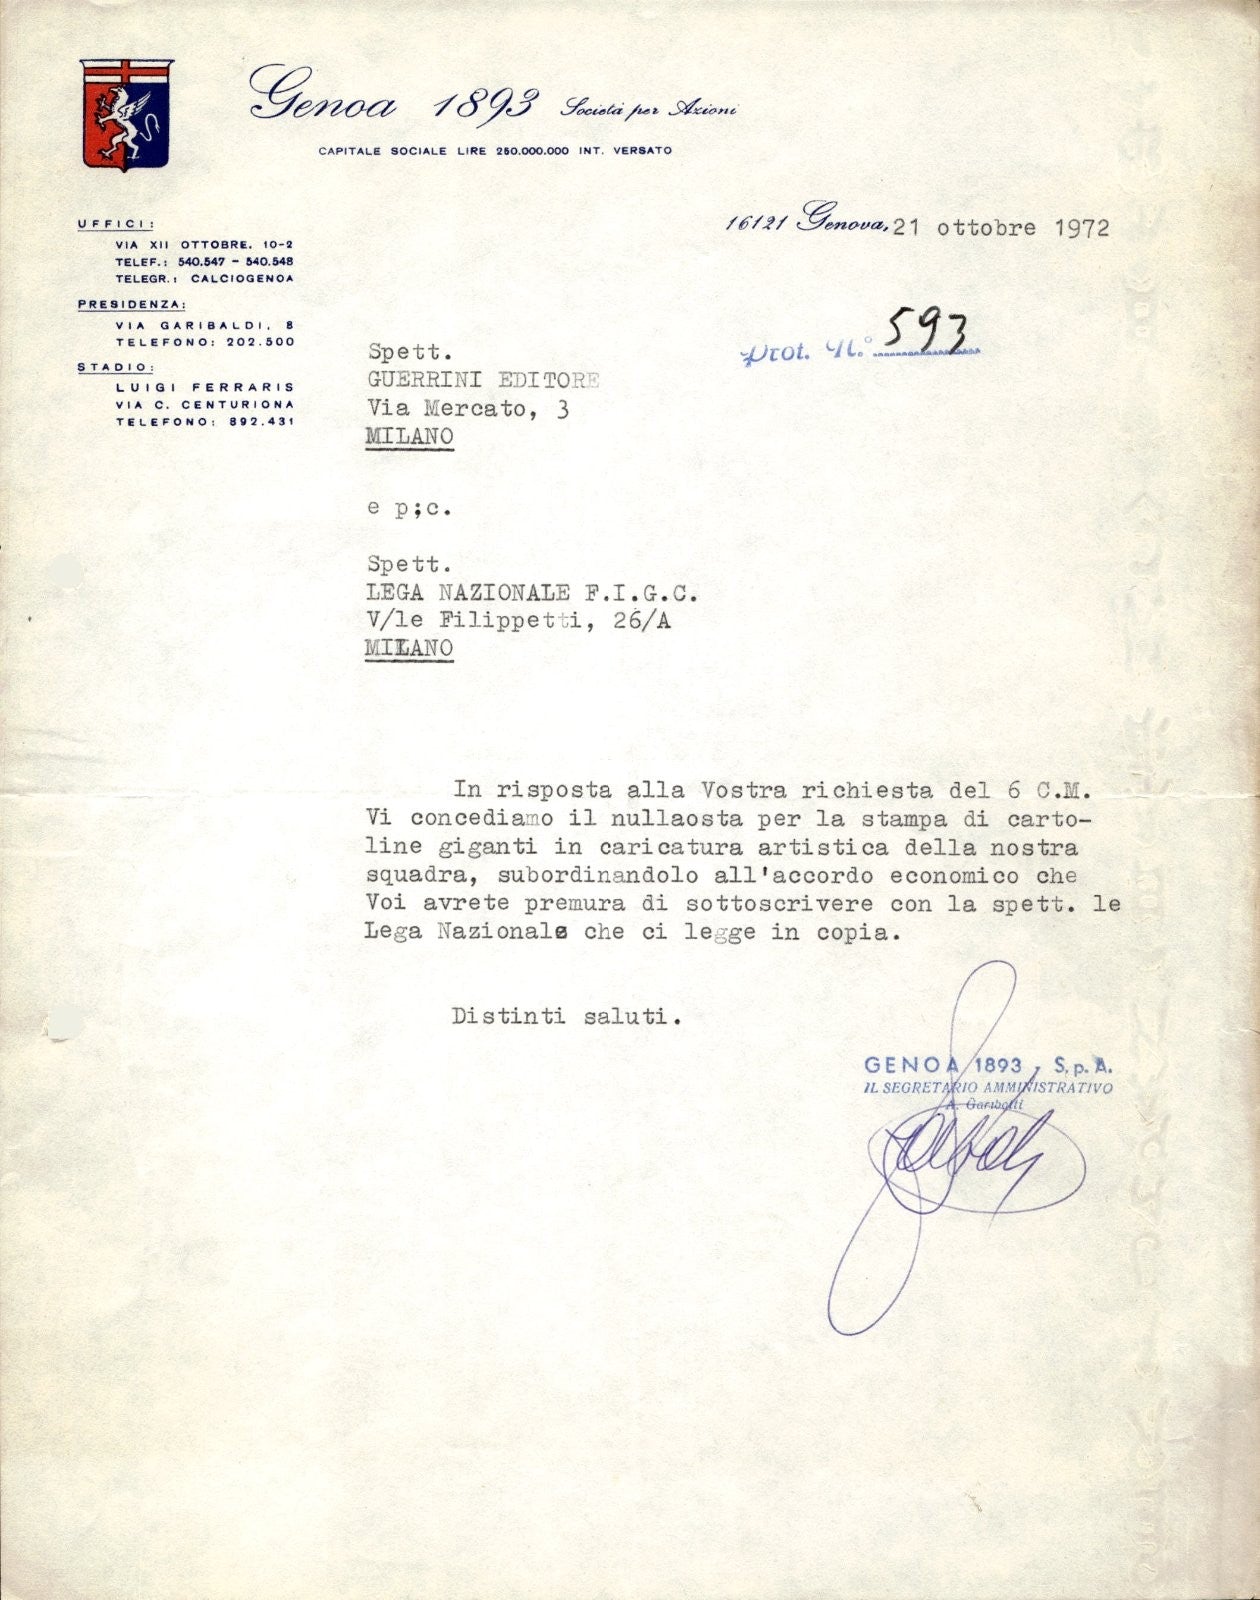 Genoa 1893 Società per Azioni
CAPITALE SOCIALE LIRE 250.000.000 INT. VERSATO
16121 Genova, 21 ottobre 1972
UFFICI:
VIA XII OTTOBRE. 10-2
TELEF.: 540.547 - 540.548
TELEGR.: CALCIOGENOA
PRESIDENZA:
VIA GARIBALDI, 8
TELEFONO: 202.500
STADIO:
LUIGI FERRARIS
VIA C. CENTURIONA
TELEFONO: 892.431
Prot. N.° 593
Spett.
GUERRINI EDITORE
Via Mercato, 3
MILANO
e p;c.
Spett.
LEGA NAZIONALE F.I.G.C.
V/le Filippetti, 26/A
MILANO
In risposta alla Vostra richiesta del 6 C.M.
Vi concediamo il nullaosta per la stampa di carto-
line giganti in caricatura artistica della nostra
squadra, subordinandolo all'accordo economico che
Voi avrete premura di sottoscrivere con la spett. le
Lega Nazionale che ci legge in copia.
Distinti saluti.
GENOA 1893 - S.p.A.
IL SEGRETARIO AMMINISTRATIVO
A. Garibotti